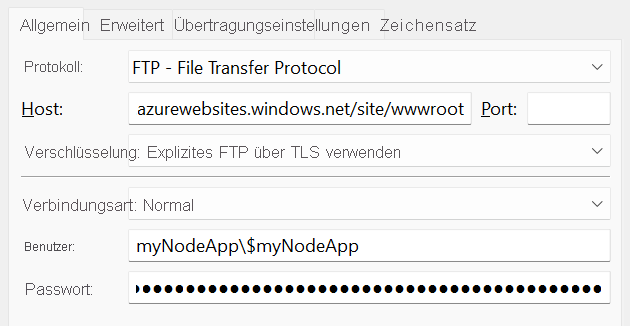 Allgemein Erweitert Übertragungseinstellungen Zeichensatz
Protokoll: FTP - File Transfer Protocol
Host: azurewebsites.windows.net/site/wwwroot Port:
Verschlüsselung: Explizites FTP über TLS verwenden
Verbindungsart: Normal
Benutzer: myNodeApp\$myNodeApp
Passwort: